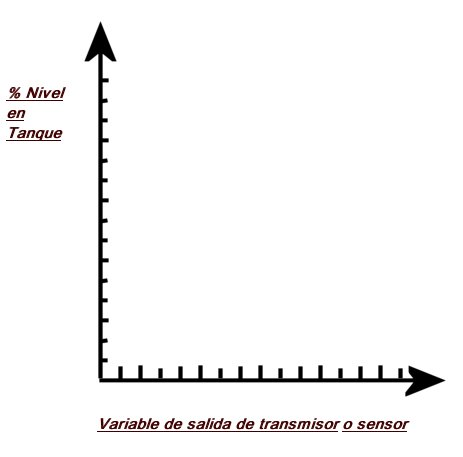 % Nivel
en
Tanque
Variable de salida de transmisor o sensor